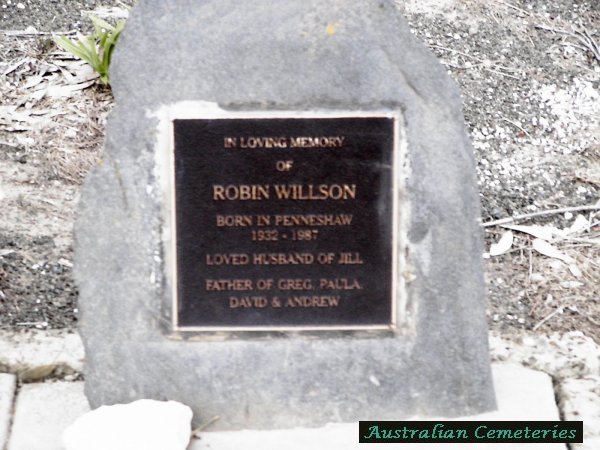 IN LOVING MEMORY
OF
ROBIN WILLSON
BORN IN PENNESHAW
1932 - 1987
LOVED HUSBAND OF JILL
FATHER OF GREG, PAULA,
DAVID & ANDREW
Australian Cemeteries